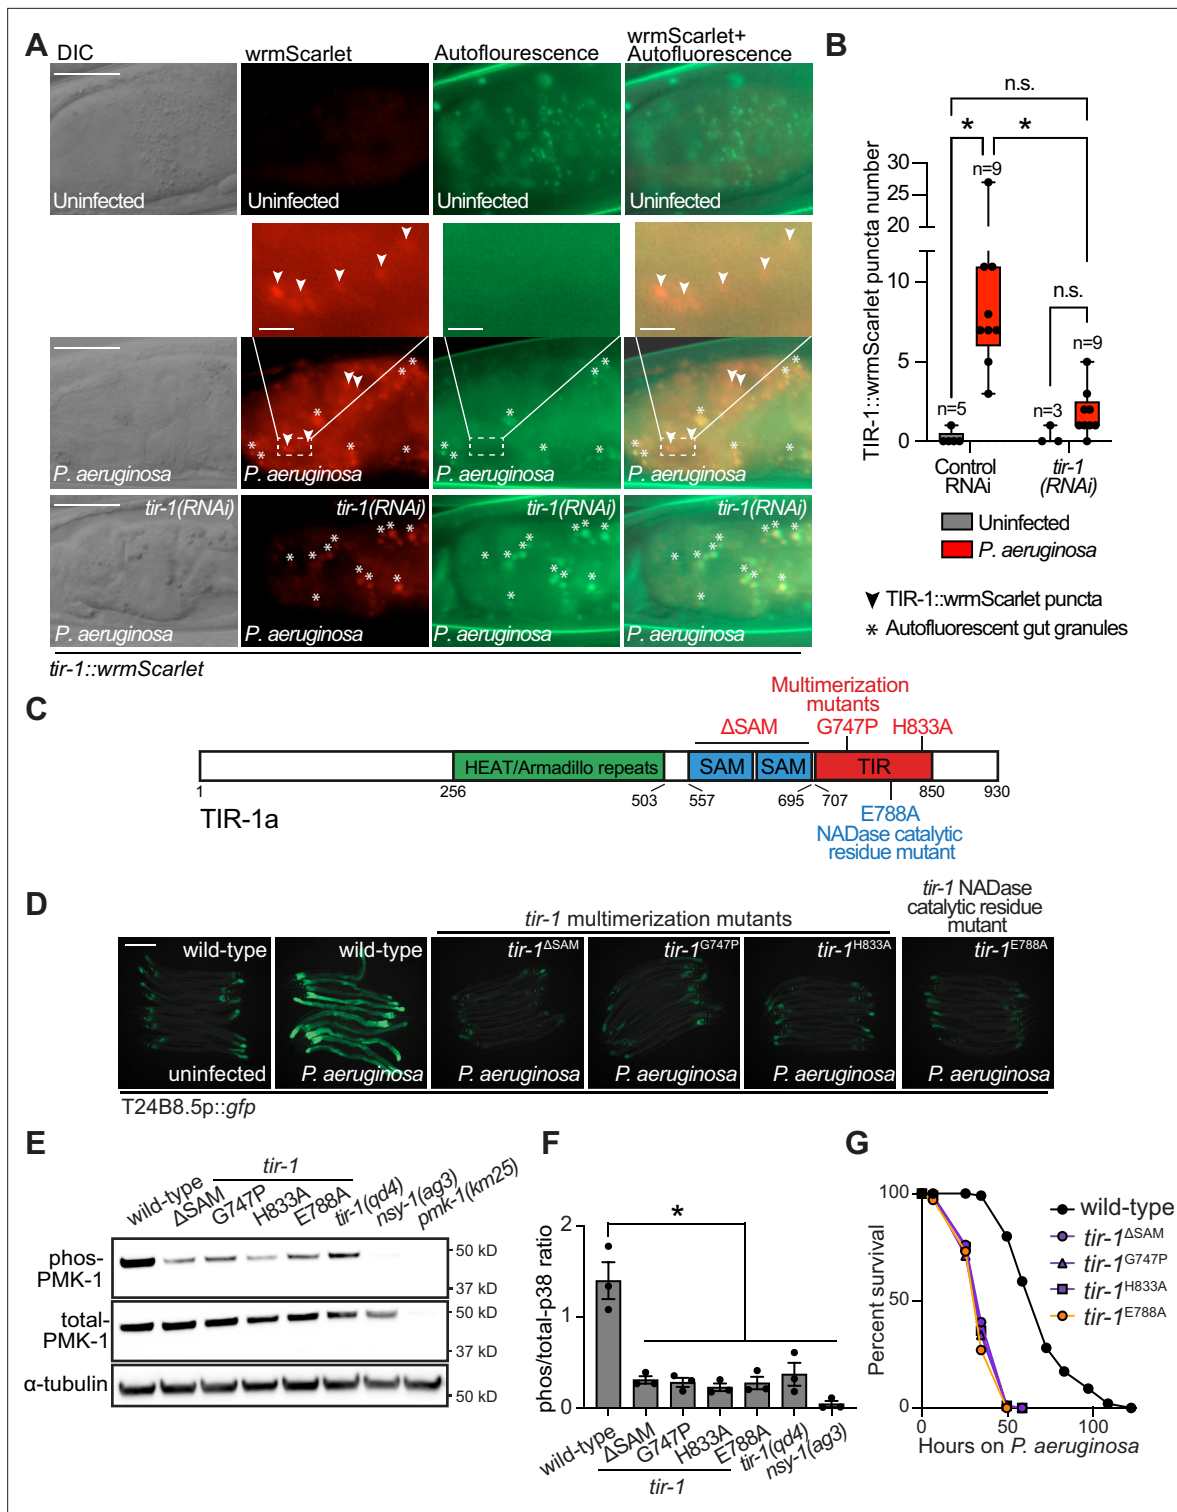 A
DIC
wrmScarlet
Autoflourescence
wrmScarlet+
Autofluorescence
Uninfected
Uninfected
Uninfected
Uninfected
P. aeruginosa
P. aeruginosa
P. aeruginosa
P. aeruginosa
tir-1(RNAi)
tir-1(RNAi)
tir-1(RNAi)
tir-1(RNAi)
P. aeruginosa
P. aeruginosa
P. aeruginosa
P. aeruginosa
tir-1::wrmScarlet
B
TIR-1::wrmScarlet puncta number
n.s.
*
*
n=9
n.s.
n=9
n=5
n=3
30
25
20
10
5
0
Control
RNAi
tir-1
(RNAi)
Uninfected
P. aeruginosa
TIR-1::wrmScarlet puncta
* Autofluorescent gut granules
C
Multimerization
mutants
ΔSAM
G747P
H833A
HEAT/Armadillo repeats
SAM
SAM
TIR
1
256
503
557
695
707
850
930
TIR-1a
E788A
NADase catalytic
residue mutant
D
tir-1 multimerization mutants
tir-1 NADase
catalytic residue
mutant
wild-type
wild-type
tir-1ΔSAM
tir-1G747P
tir-1H833A
tir-1E788A
uninfected
P. aeruginosa
P. aeruginosa
P. aeruginosa
P. aeruginosa
P. aeruginosa
T24B8.5p::gfp
E
tir-1
wild-type
ΔSAM
G747P
H833A
E788A
tir-1(qd4)
nsy-1(ag3)
pmk-1(km25)
phos-
PMK-1
50 kD
37 kD
total-
PMK-1
50 kD
37 kD
α-tubulin
50 kD
F
phos/total-p38 ratio
2
1
0
*
wild-type
ΔSAM
G747P
H833A
E788A
tir-1(qd4)
nsy-1(ag3)
tir-1
G
Percent survival
100
50
0
0
50
100
Hours on P. aeruginosa
wild-type
tir-1ΔSAM
tir-1G747P
tir-1H833A
tir-1E788A